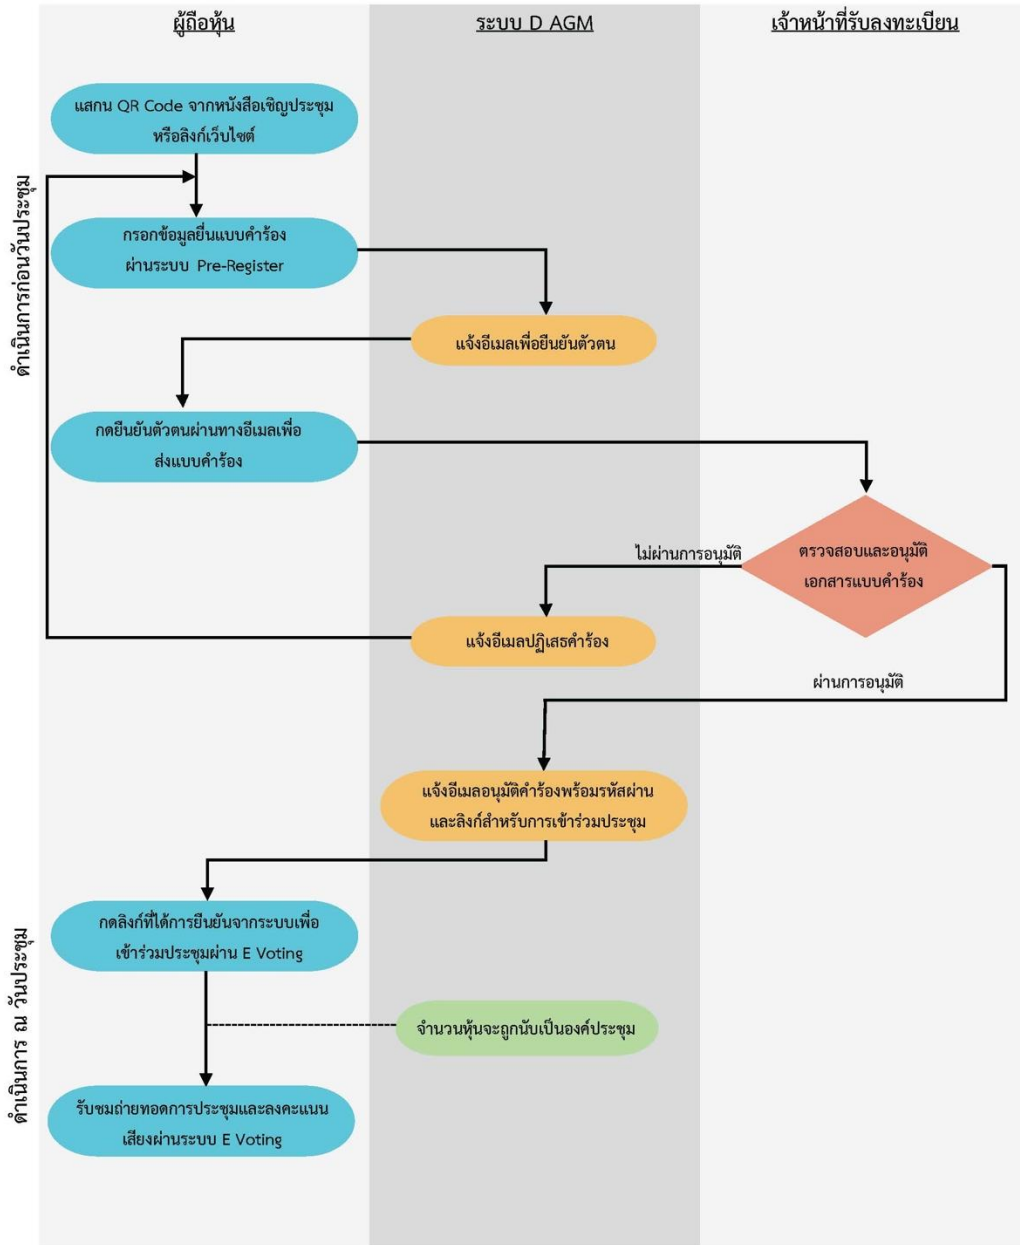 ผู้ถือหุ้น
ระบบ D AGM
เจ้าหน้าที่รับลงทะเบียน
ดำเนินการก่อนวันประชุม
แสกน QR Code จากหนังสือเชิญประชุม
หรือลิงก์เว็บไซต์
กรอกข้อมูลยื่นแบบคำร้อง
ผ่านระบบ Pre-Register
แจ้งอีเมลเพื่อยืนยันตัวตน
กดยืนยันตัวตนผ่านทางอีเมลเพื่อ
ส่งแบบคำร้อง
ตรวจสอบและอนุมัติ
เอกสารแบบคำร้อง
ไม่ผ่านการอนุมัติ
แจ้งอีเมลปฏิเสธคำร้อง
ผ่านการอนุมัติ
แจ้งอีเมลอนุมัติคำร้องพร้อมรหัสผ่าน
และลิงก์สำหรับการเข้าร่วมประชุม
ดำเนินการ ณ วันประชุม
กดลิงก์ที่ได้การยืนยันจากระบบเพื่อ
เข้าร่วมประชุมผ่าน E Voting
จำนวนหุ้นจะถูกนับเป็นองค์ประชุม
รับชมถ่ายทอดการประชุมและลงคะแนน
เสียงผ่านระบบ E Voting